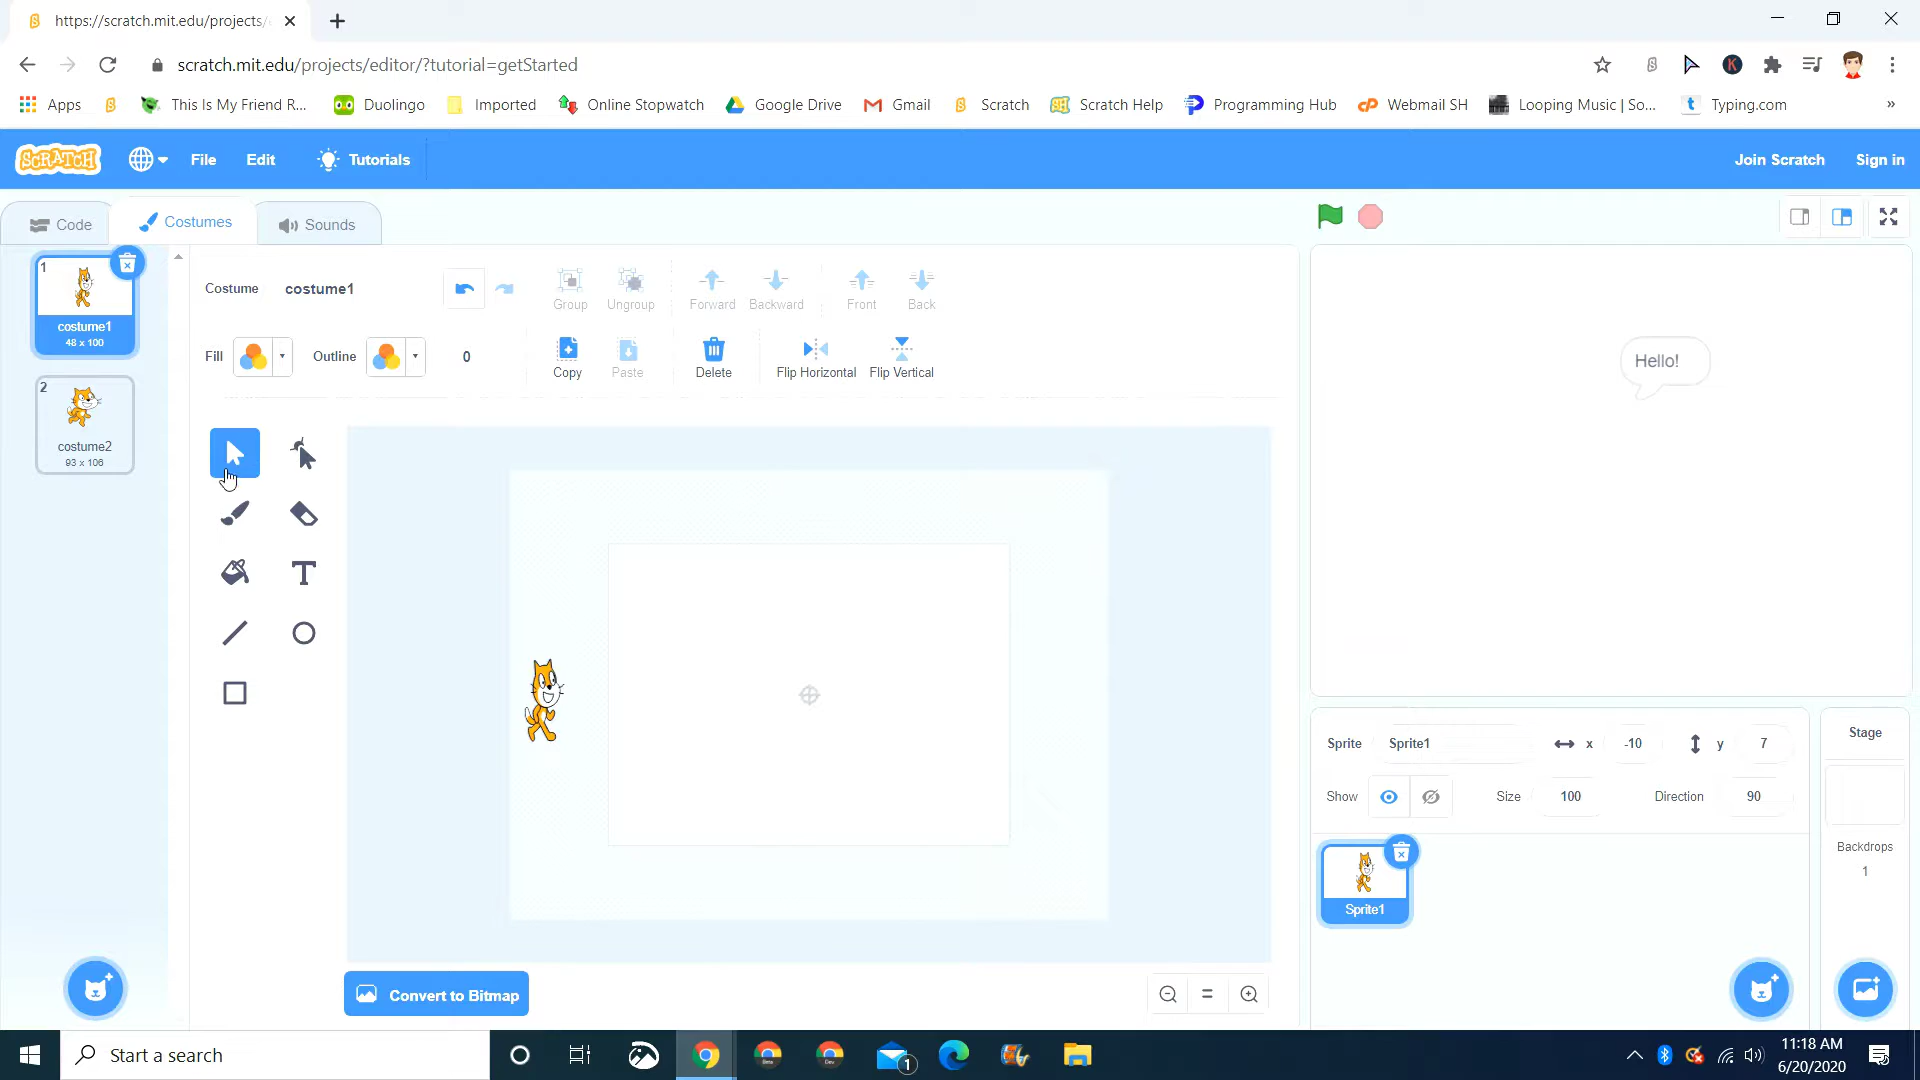 https://scratch.mit.edu/projects/e
scratch.mit.edu/projects/editor/?tutorial=getStarted
Apps
This Is My Friend R...
Duolingo
Imported
Online Stopwatch
Google Drive
Gmail
Scratch
Scratch Help
Programming Hub
Webmail SH
Looping Music | So...
Typing.com
»
SCRATCH
File
Edit
Tutorials
Join Scratch
Sign in
Code
Costumes
Sounds
1
costume1
48 x 100
2
costume2
93 x 106
Costume
costume1
Group
Ungroup
Forward
Backward
Front
Back
Fill
Outline
0
Copy
Paste
Delete
Flip Horizontal
Flip Vertical
T
Convert to Bitmap
Hello!
Sprite
Sprite1
x
-10
y
7
Show
Size
100
Direction
90
Sprite1
Stage
Backdrops
1
Start a search
Beta
Dev
1
11:18 AM
6/20/2020